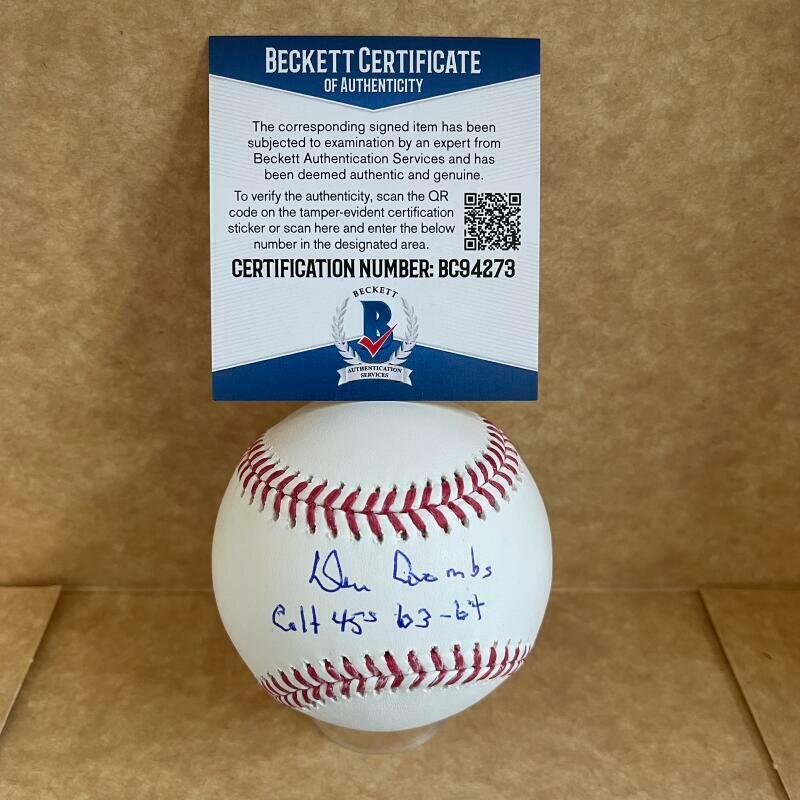 BECKETT CERTIFICATE
OF AUTHENTICITY
The corresponding signed item has been
subjected to examination by an expert from
Beckett Authentication Services and has
been deemed authentic and genuine.
To verify the authenticity, scan the QR
code on the tamper-evident certification
sticker or scan here and enter the below
number in the designated area.
CERTIFICATION NUMBER: BC94273
BECKETT
B
AUTHENTICATION
SERVICES
Dan Coombs
Colt 45s 63-64